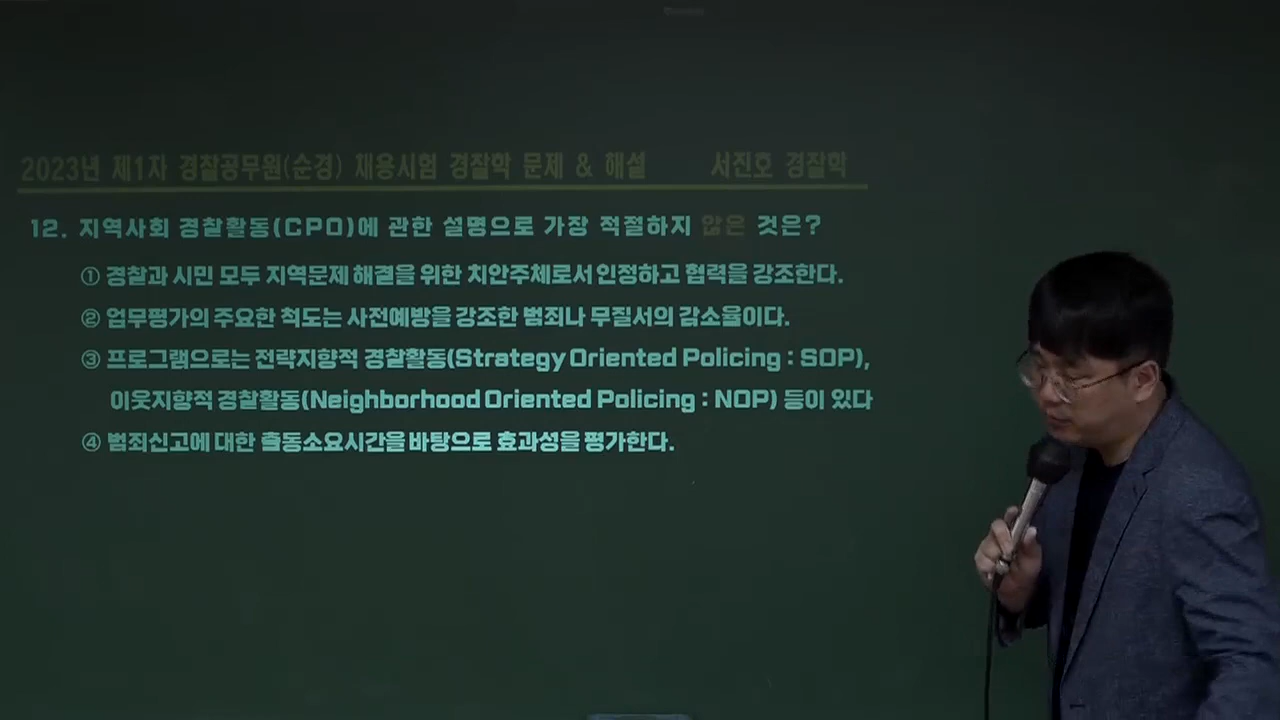 2023년 제1차 경찰공무원(순경) 채용시험 경찰학 문제 & 해설 서진호 경찰학
12. 지역사회 경찰활동(CPO)에 관한 설명으로 가장 적절하지 않은 것은?
① 경찰과 시민 모두 지역문제 해결을 위한 치안주체로서 인정하고 협력을 강조한다.
② 업무평가의 주요한 척도는 사전예방을 강조한 범죄나 무질서의 감소율이다.
③ 프로그램으로는 전략지향적 경찰활동(Strategy Oriented Policing : SOP),
이웃지향적 경찰활동(Neighborhood Oriented Policing : NOP) 등이 있다
④ 범죄신고에 대한 출동소요시간을 바탕으로 효과성을 평가한다.